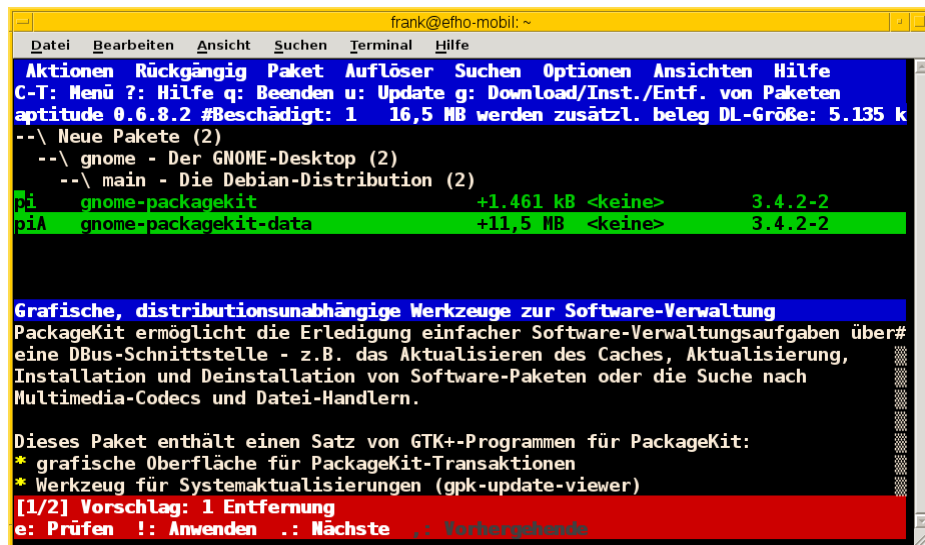 frank@efho-mobil: ~
Datei Bearbeiten Ansicht Suchen Terminal Hilfe
Aktionen Rückgängig Paket Auflöser Suchen Optionen Ansichten Hilfe
C-T: Menü ?: Hilfe q: Beenden u: Update g: Download/Inst./Entf. von Paketen
aptitude 0.6.8.2 #Beschädigt: 1 16,5 MB werden zusätzl. beleg DL-Größe: 5.135 k
--\ Neue Pakete (2)
--\ gnome - Der GNOME-Desktop (2)
--\ main - Die Debian-Distribution (2)
pi gnome-packagekit +1.461 kB <keine> 3.4.2-2
piA gnome-packagekit-data +11,5 MB <keine> 3.4.2-2
Grafische, distributionsunabhängige Werkzeuge zur Software-Verwaltung
PackageKit ermöglicht die Erledigung einfacher Software-Verwaltungsaufgaben über#
eine DBus-Schnittstelle - z.B. das Aktualisieren des Caches, Aktualisierung,
Installation und Deinstallation von Software-Paketen oder die Suche nach
Multimedia-Codecs und Datei-Handlern.
Dieses Paket enthält einen Satz von GTK+-Programmen für PackageKit:
* grafische Oberfläche für PackageKit-Transaktionen
* Werkzeug für Systemaktualisierungen (gpk-update-viewer)
[1/2] Vorschlag: 1 Entfernung
e: Prüfen !: Anwenden .: Nächste ,: Vorhergehende